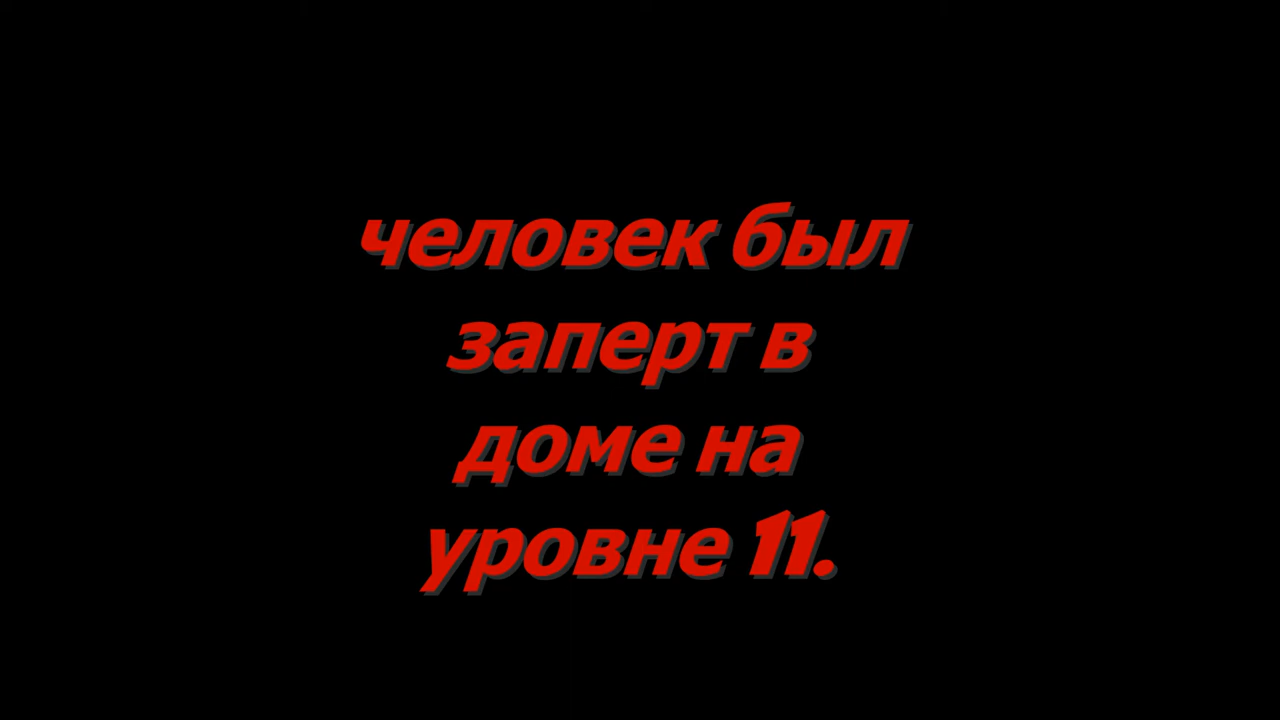 человек был
заперт в
доме на
уровне 11.